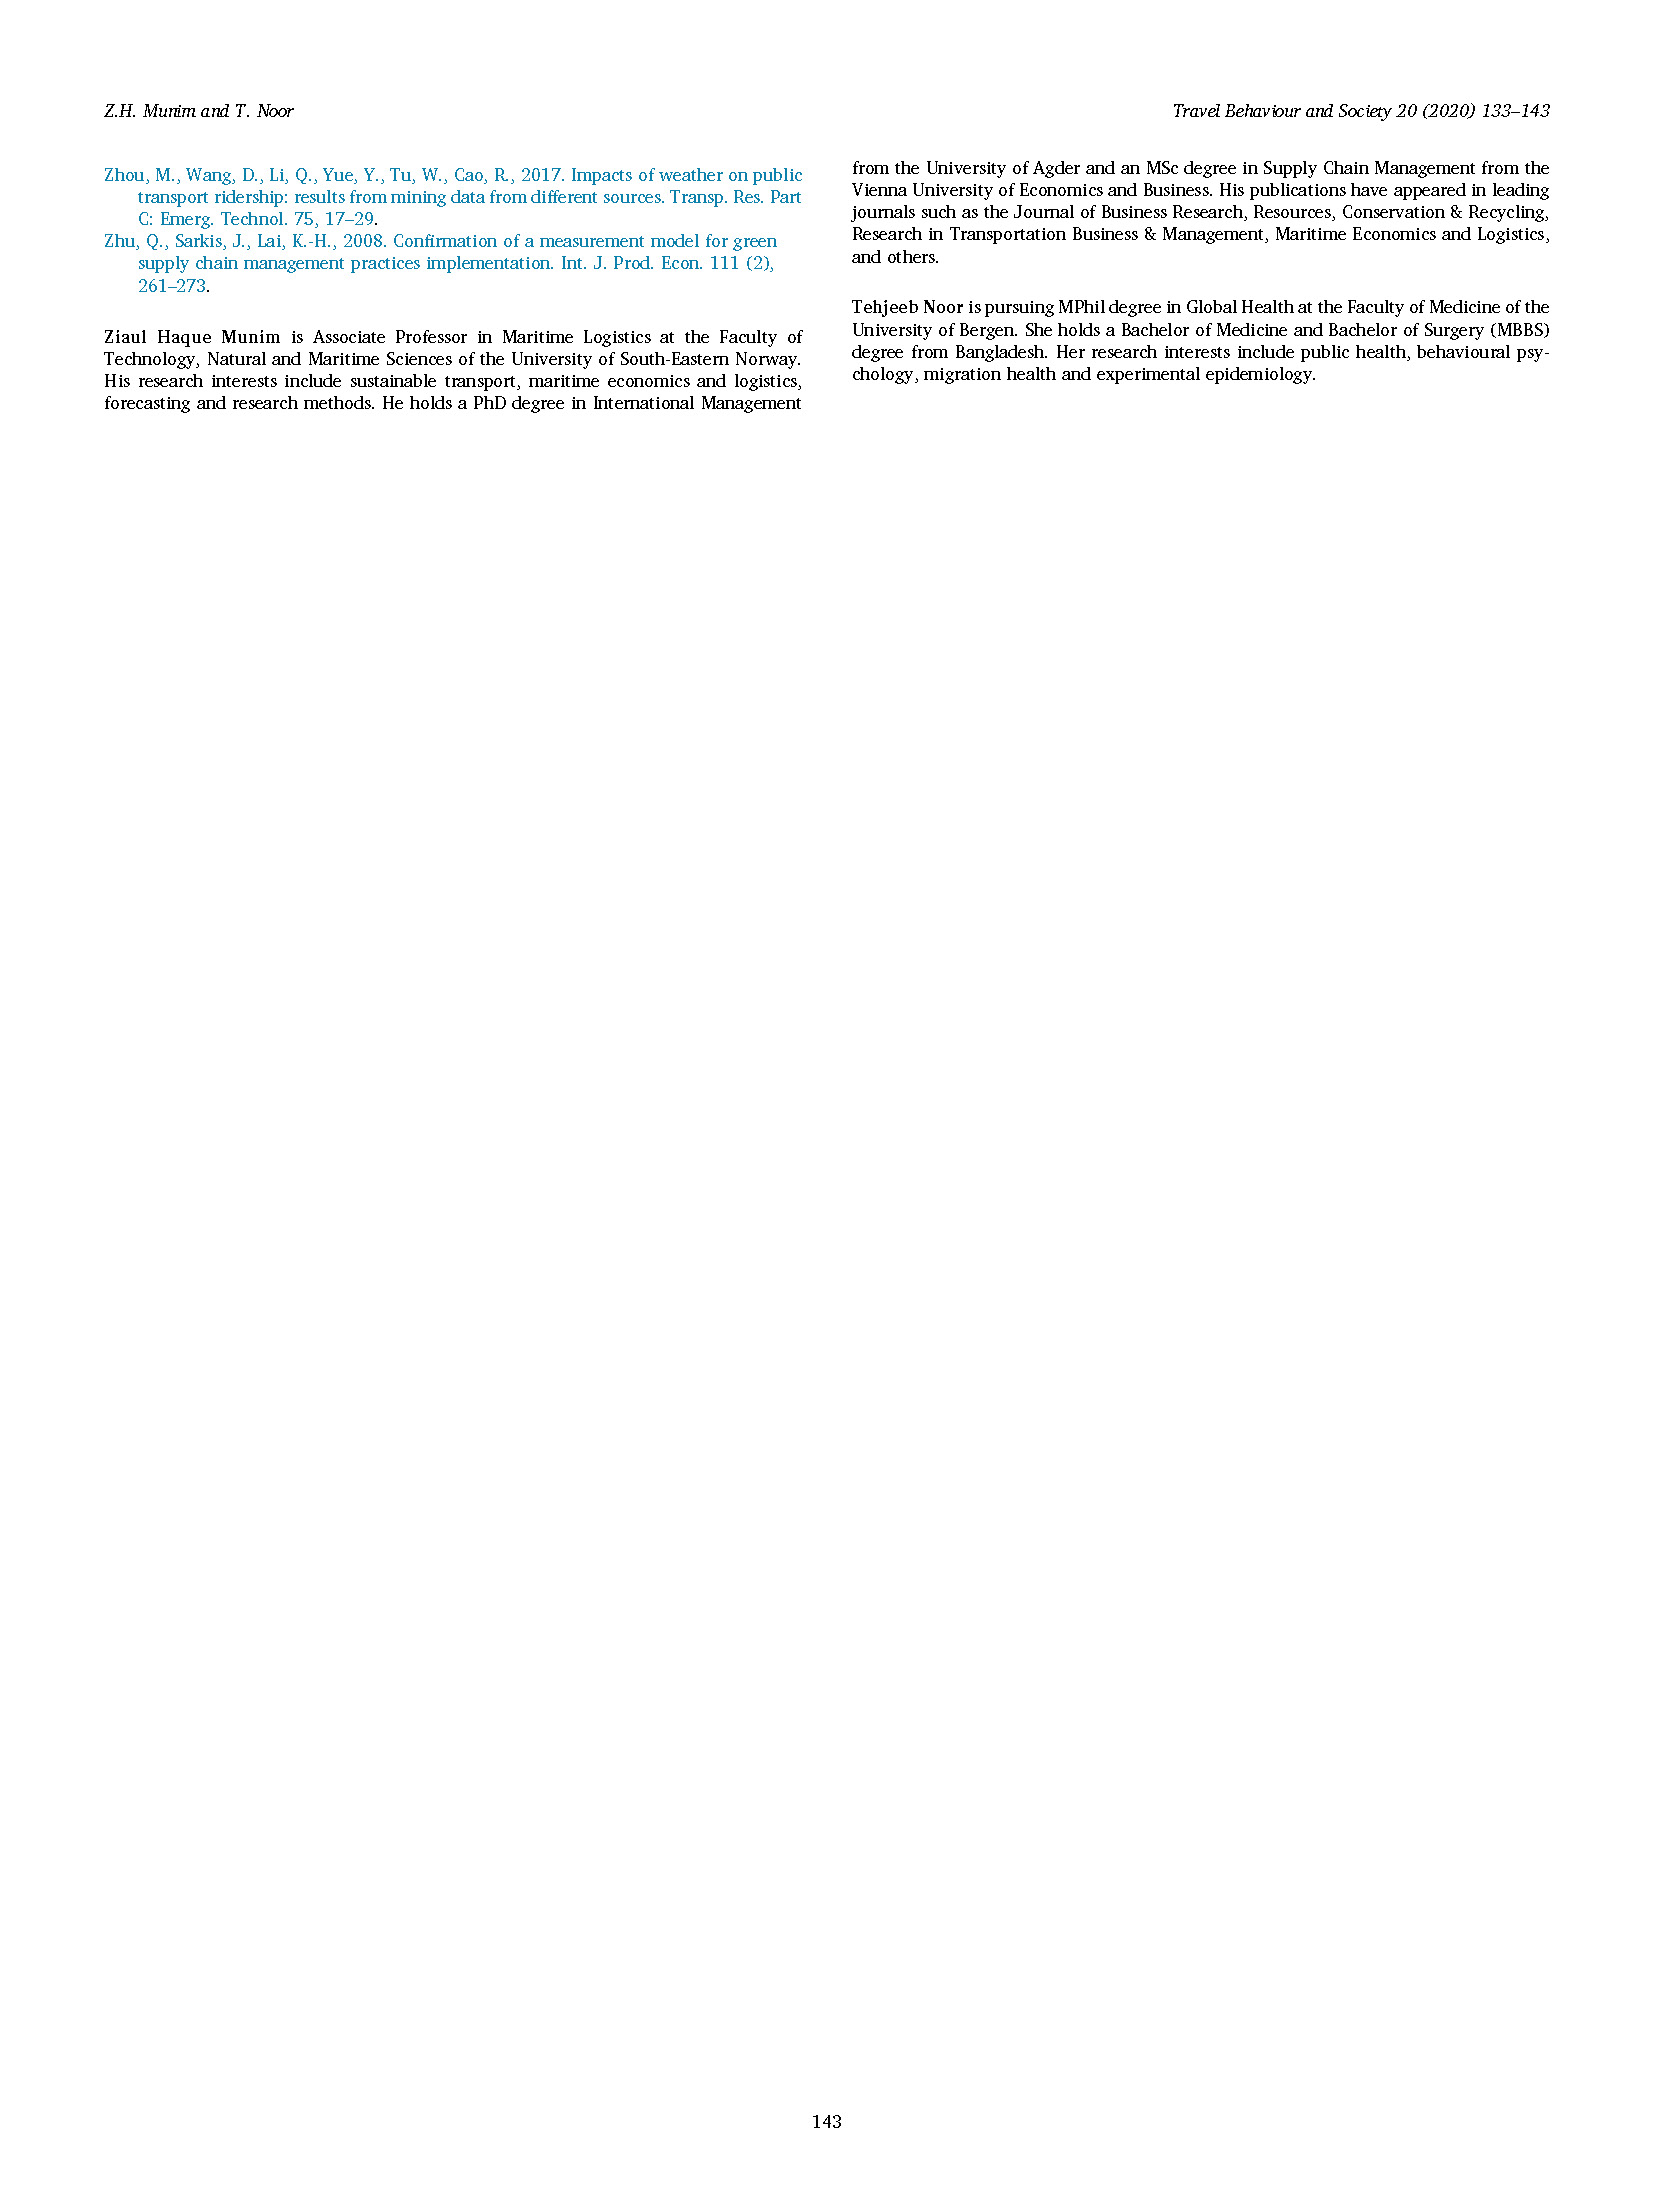 Z.H. Munim and T. Noor
Travel Behaviour and Society 20 (2020) 133–143
Zhou, M., Wang, D., Li, Q., Yue, Y., Tu, W., Cao, R., 2017. Impacts of weather on public
transport ridership: results from mining data from different sources. Transp. Res. Part
C: Emerg. Technol. 75, 17–29.
Zhu, Q., Sarkis, J., Lai, K.-H., 2008. Confirmation of a measurement model for green
supply chain management practices implementation. Int. J. Prod. Econ. 111 (2),
261–273.
Ziaul Haque Munim is Associate Professor in Maritime Logistics at the Faculty of
Technology, Natural and Maritime Sciences of the University of South-Eastern Norway.
His research interests include sustainable transport, maritime economics and logistics,
forecasting and research methods. He holds a PhD degree in International Management
from the University of Agder and an MSc degree in Supply Chain Management from the
Vienna University of Economics and Business. His publications have appeared in leading
journals such as the Journal of Business Research, Resources, Conservation & Recycling,
Research in Transportation Business & Management, Maritime Economics and Logistics,
and others.
Tehjeeb Noor is pursuing MPhil degree in Global Health at the Faculty of Medicine of the
University of Bergen. She holds a Bachelor of Medicine and Bachelor of Surgery (MBBS)
degree from Bangladesh. Her research interests include public health, behavioural psy-
chology, migration health and experimental epidemiology.
143